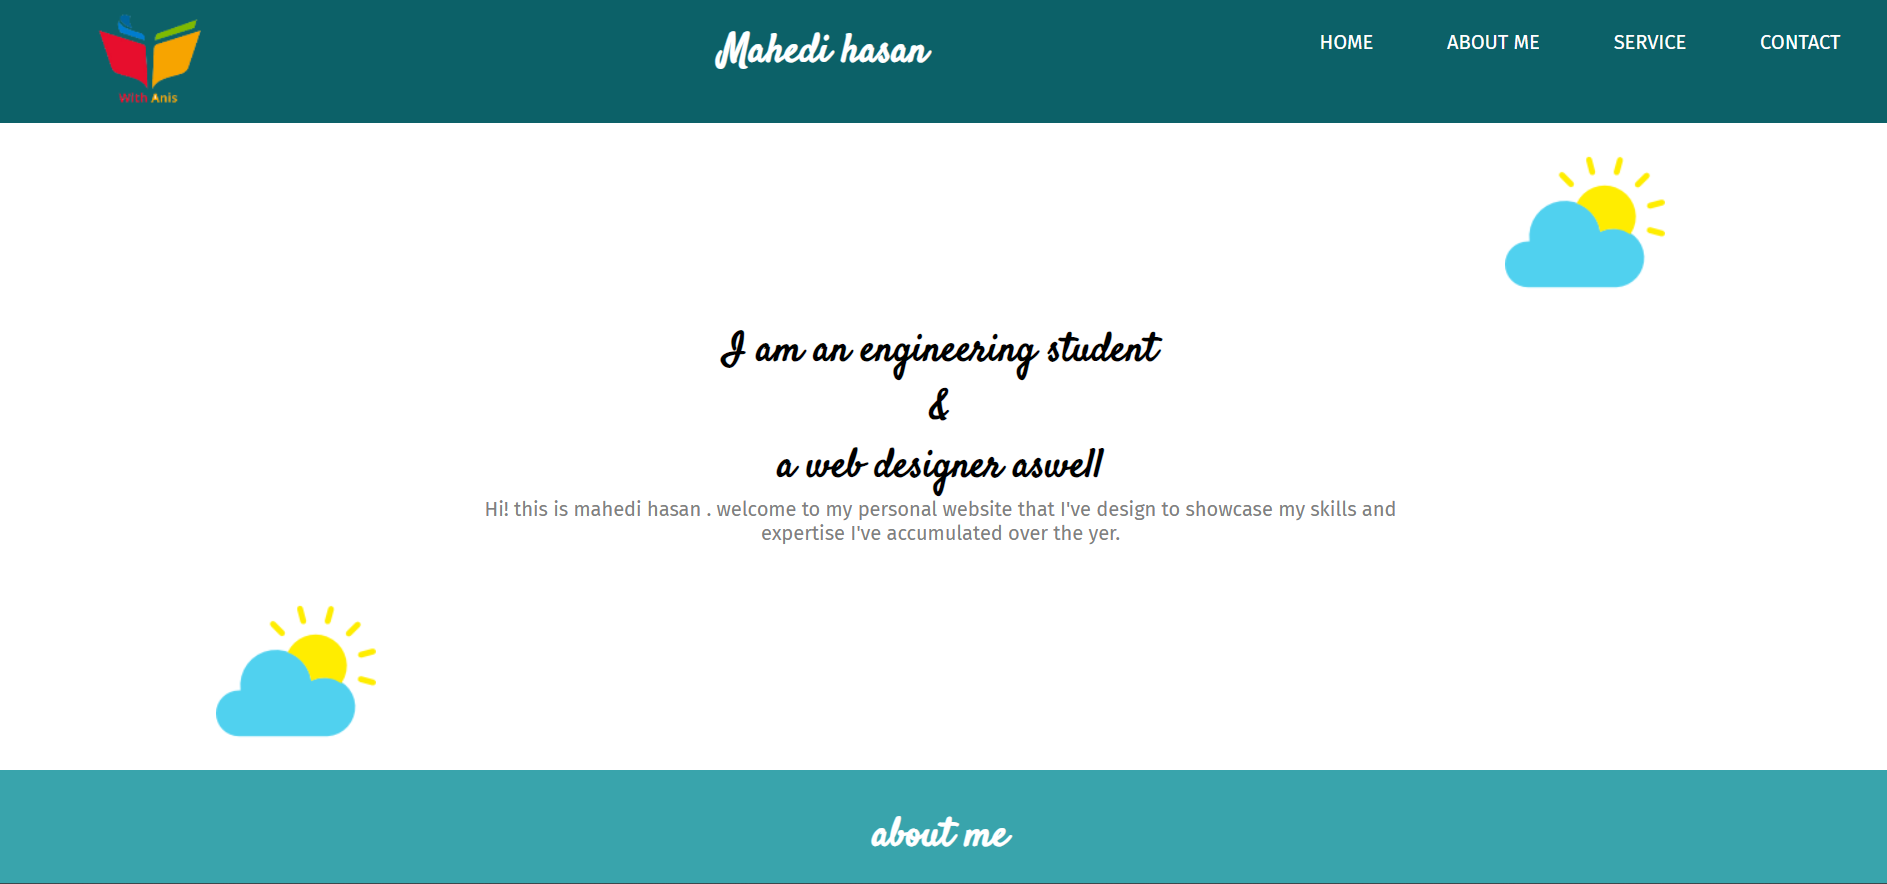 With Anis
Mahedi hasan
HOME
ABOUT ME
SERVICE
CONTACT
I am an engineering student
&
a web designer aswell
Hi! this is mahedi hasan . welcome to my personal website that I've design to showcase my skills and
expertise I've accumulated over the yer.
about me